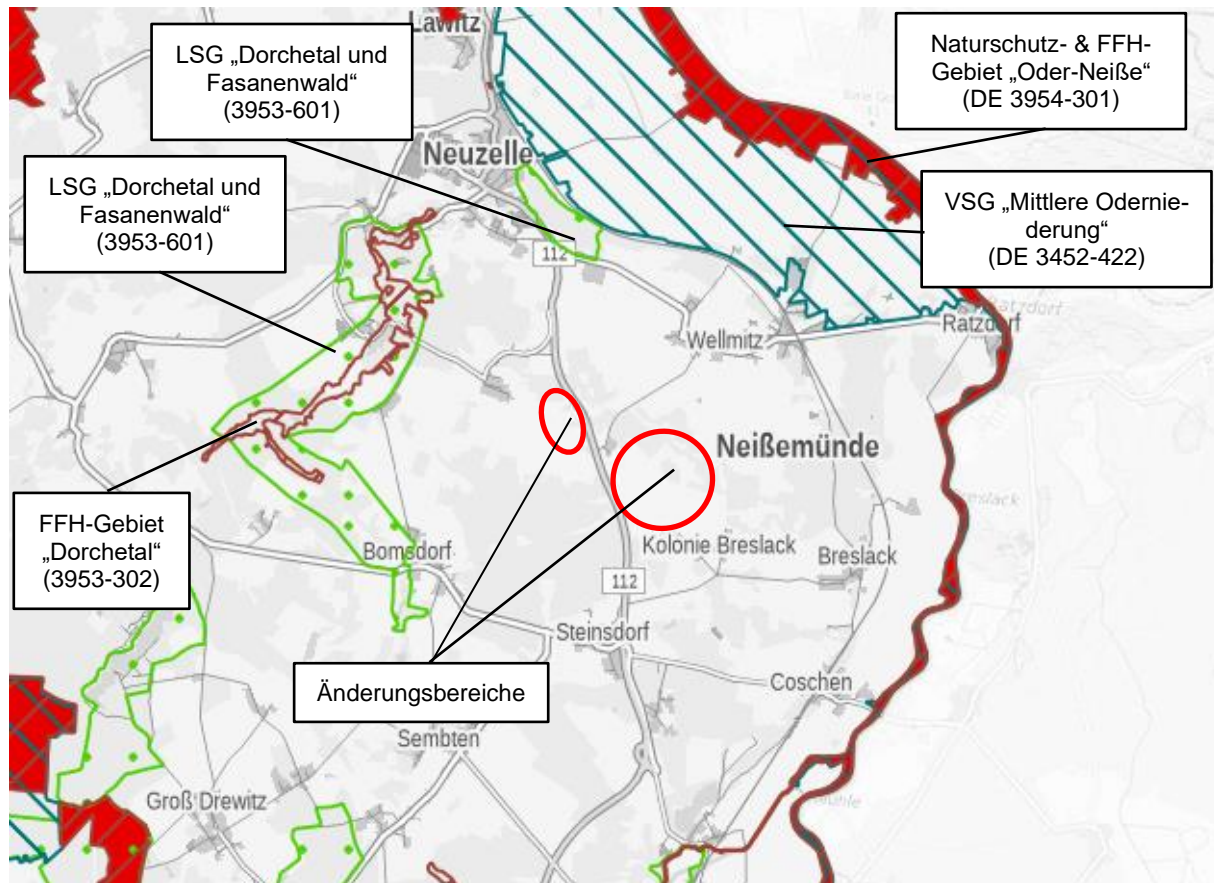 Lawitz
LSG „Dorchetal und
Fasanenwald“
(3953-601)
Naturschutz- & FFH-
Gebiet „Oder-Neiße“
(DE 3954-301)
Neuzelle
LSG „Dorchetal und
Fasanenwald“
(3953-601)
VSG „Mittlere Odernie-
derung“
(DE 3452-422)
112
Ratzdorf
Ratzdorf
Wellmitz
Neißemünde
FFH-Gebiet
„Dorchetal“
(3953-302)
Breslack
Kolonie Breslack
Bomsdorf
Breslack
112
Steinsdorf
Änderungsbereiche
Coschen
Sembten
Groß Drewitz